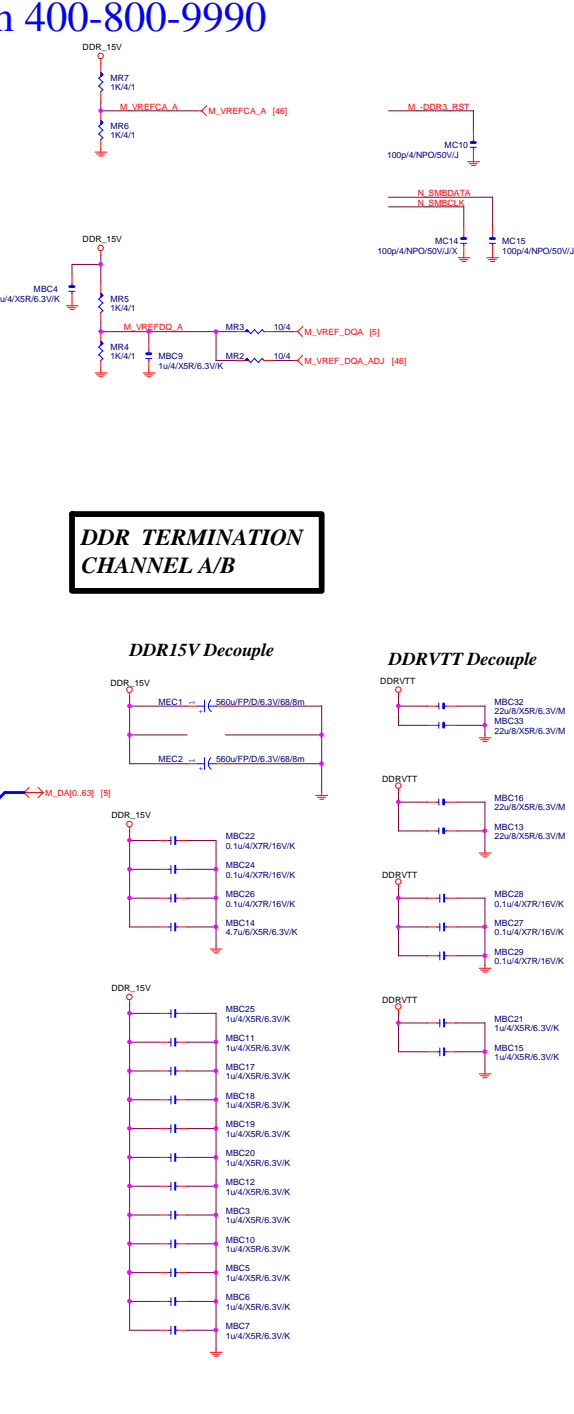 n 400-800-9990
DDR_15V
MR7
1K/4/1
M_VREFCA_A
M_VREFCA_A [46]
MR6
1K/4/1
M_-DDR3_RST
MC10
100p/4/NPO/50V/J
N_SMBDATA
N_SMBCLK
MC14
100p/4/NPO/50V/J/X
MC15
100p/4/NPO/50V/J
DDR_15V
MBC4
u/4/X5R/6.3V/K
MR5
1K/4/1
M_VREFDQ_A
MR3
10/4
M_VREF_DQA [5]
MR4
1K/4/1
MBC9
1u/4/X5R/6.3V/K
MR2
10/4
M_VREF_DQA_ADJ [46]
DDR TERMINATION
CHANNEL A/B
DDR15V Decouple
DDRVTT Decouple
DDR_15V
MEC1
1
+
560u/FP/D/6.3V/68/8m
MEC2
1
+
560u/FP/D/6.3V/68/8m
DDRVTT
MBC32
22u/8/X5R/6.3V/M
MBC33
22u/8/X5R/6.3V/M
M_DA[0..63] [5]
DDRVTT
MBC16
22u/8/X5R/6.3V/M
MBC13
22u/8/X5R/6.3V/M
DDR_15V
MBC22
0.1u/4/X7R/16V/K
MBC24
0.1u/4/X7R/16V/K
MBC26
0.1u/4/X7R/16V/K
MBC14
4.7u/6/X5R/6.3V/K
DDRVTT
MBC28
0.1u/4/X7R/16V/K
MBC27
0.1u/4/X7R/16V/K
MBC29
0.1u/4/X7R/16V/K
DDR_15V
MBC25
1u/4/X5R/6.3V/K
MBC11
1u/4/X5R/6.3V/K
MBC17
1u/4/X5R/6.3V/K
MBC18
1u/4/X5R/6.3V/K
MBC19
1u/4/X5R/6.3V/K
MBC20
1u/4/X5R/6.3V/K
MBC12
1u/4/X5R/6.3V/K
MBC3
1u/4/X5R/6.3V/K
MBC10
1u/4/X5R/6.3V/K
MBC5
1u/4/X5R/6.3V/K
MBC6
1u/4/X5R/6.3V/K
MBC7
1u/4/X5R/6.3V/K
DDRVTT
MBC21
1u/4/X5R/6.3V/K
MBC15
1u/4/X5R/6.3V/K